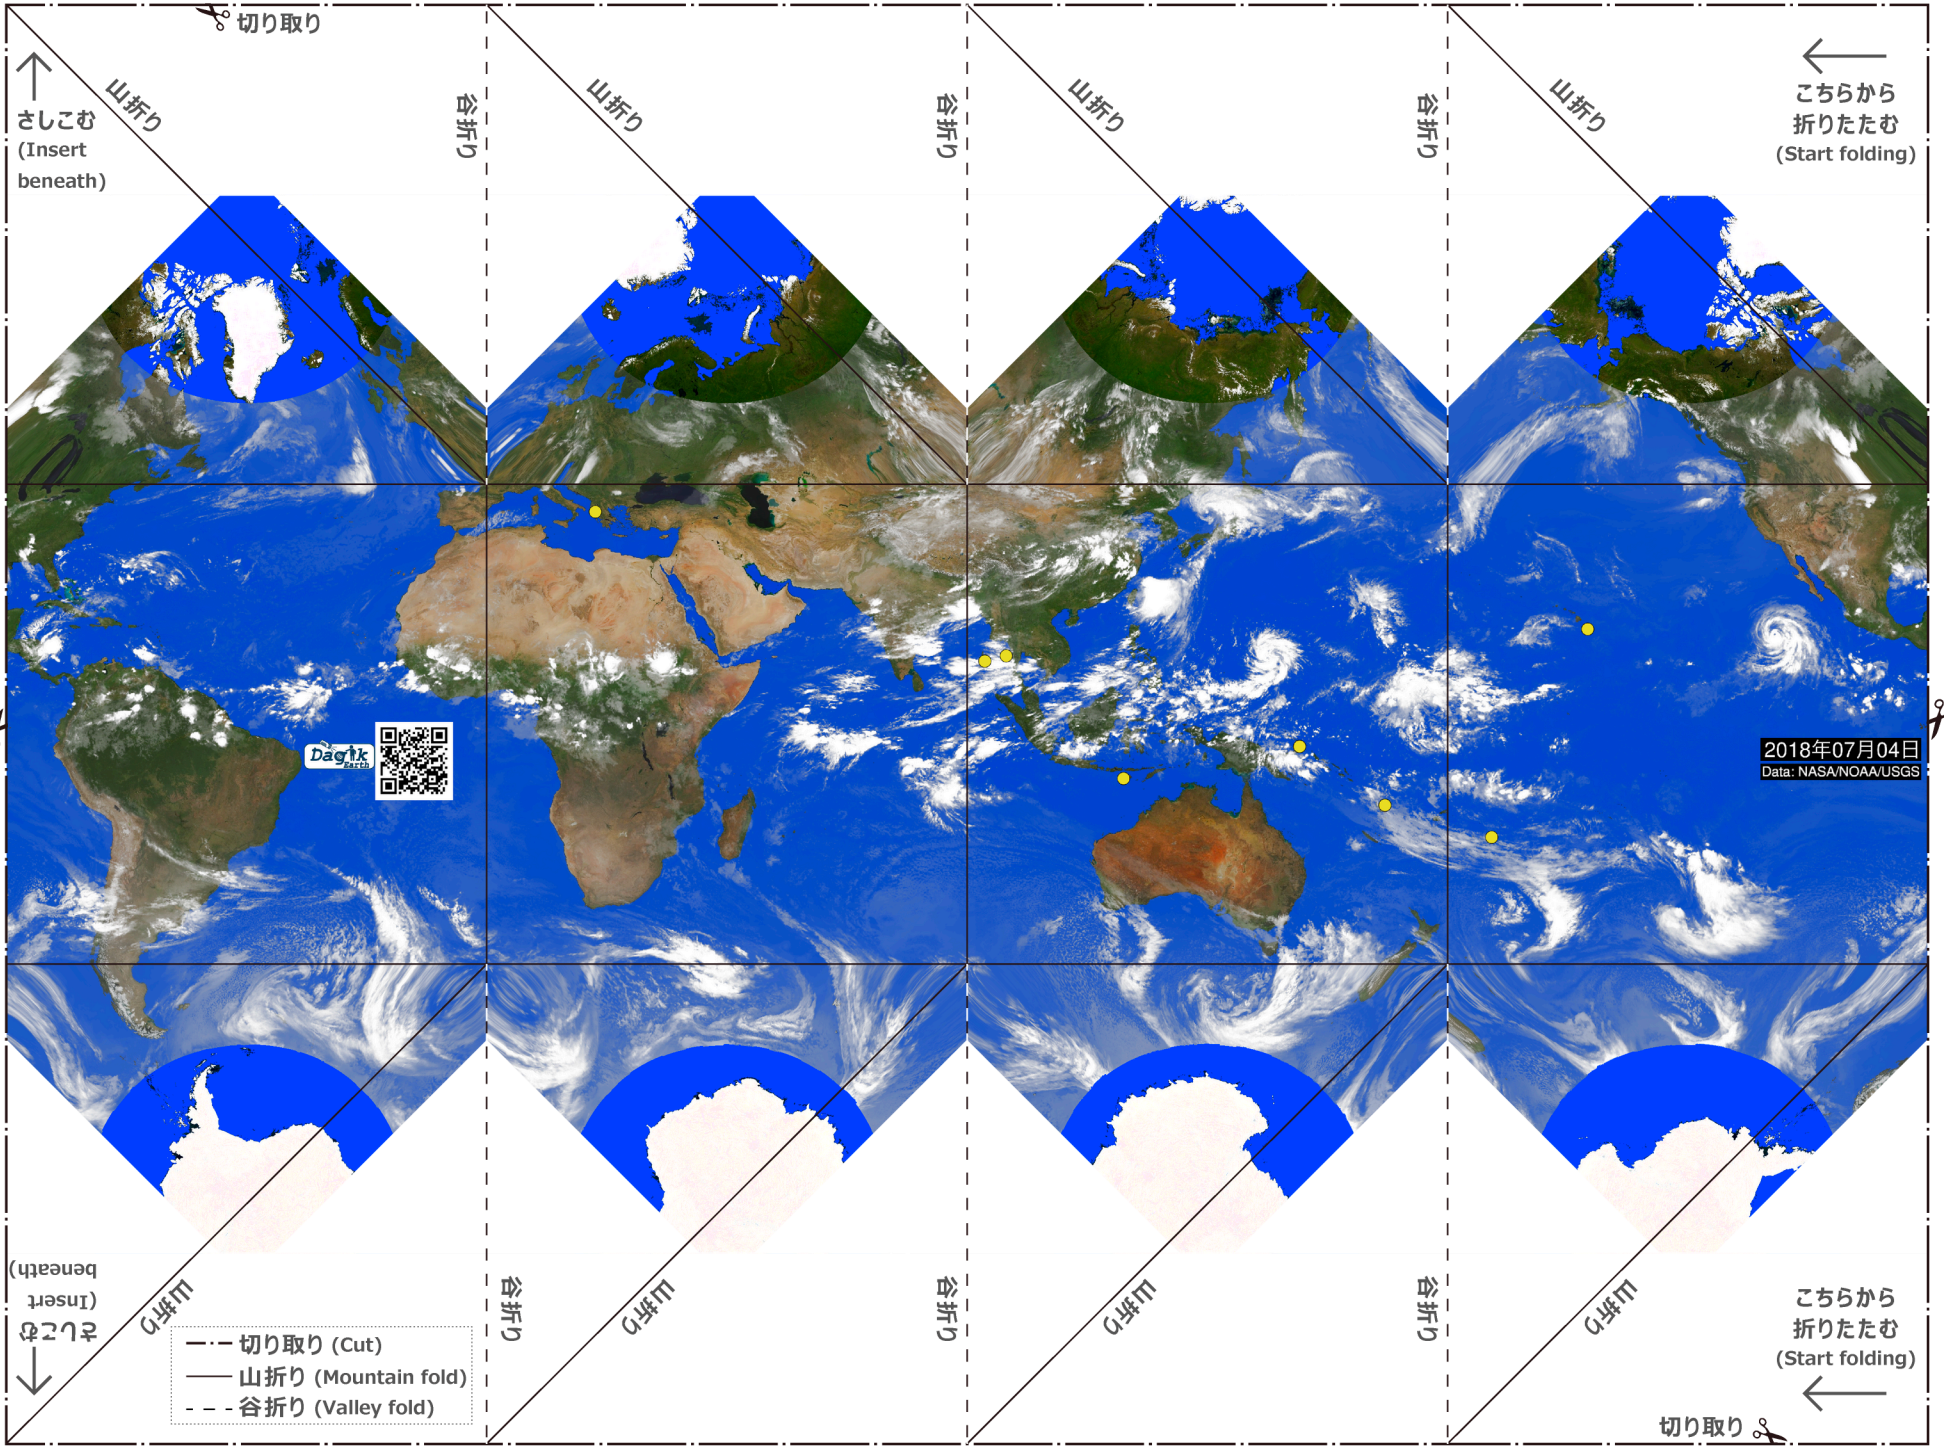 切り取り
山折り
谷折り
山折り
谷折り
山折り
谷折り
山折り
さしこむ
(Insert
beneath)
こちらから
折りたたむ
(Start folding)
Dagik
Earth
2018年07月04日
Data: NASA/NOAA/USGS
さしこむ
(Insert
beneath)
山折り
谷折り
山折り
谷折り
山折り
谷折り
山折り
切り取り (Cut)
山折り (Mountain fold)
谷折り (Valley fold)
こちらから
折りたたむ
(Start folding)
切り取り